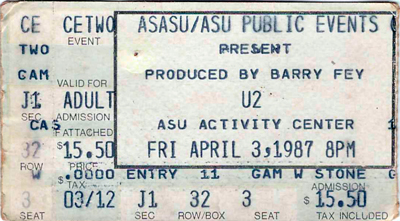 CE CETWO ASASU/ASU PUBLIC EVENTS
TWO EVENT PRESENT
GAM VALID FOR PRODUCED BY BARRY FEY
J1 ADULT U2
SEC ADMISSION
CA$ ASU ACTIVITY CENTER 1
IF ATTACHED
32 $15.50 FRI APRIL 3,1987 8PM
ROW PRICE
W .0000 ENTRY 11 GAM W STONE
& TAX ADMISSION
3 03/12 J1 32 3 $15.50
SEAT SEC ROW/BOX SEAT TAX INCLUDED